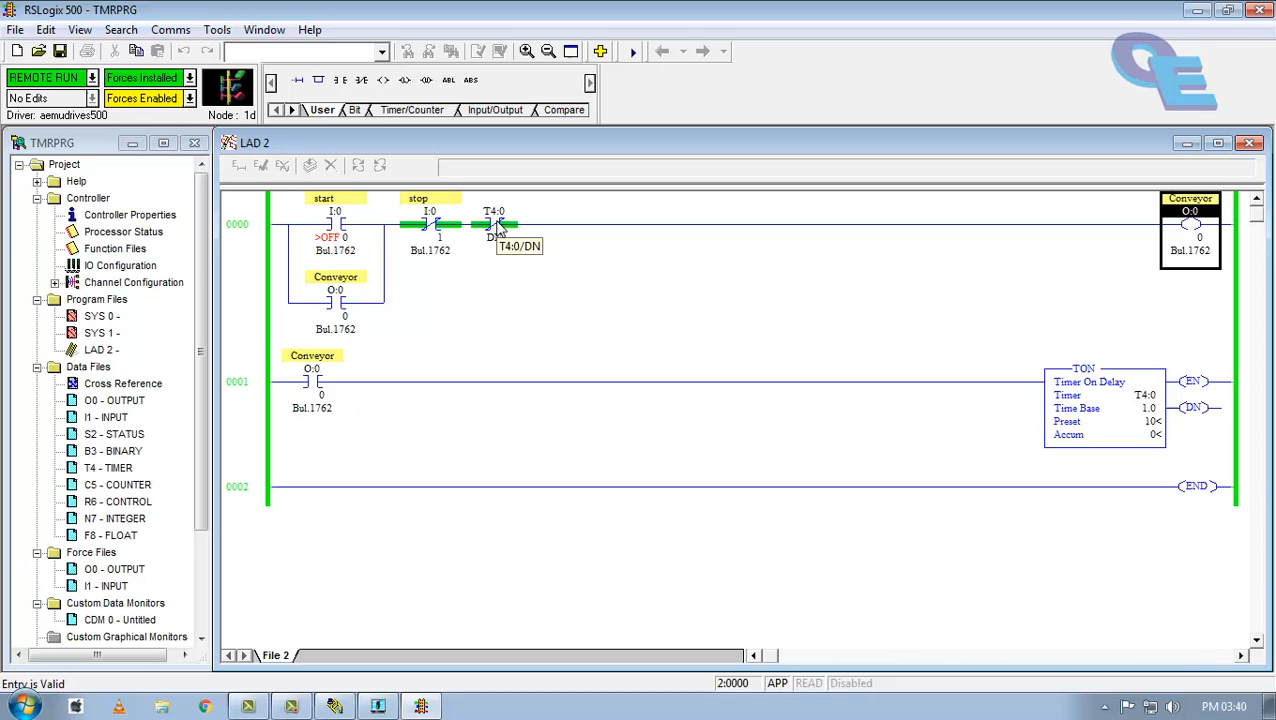 RSLogix 500 - TMRPRG
File Edit View Search Comms Tools Window Help
REMOTE RUN Forces Installed
No Edits Forces Enabled
Driver: aemudrives500 Node : 1d
ABL ABS
User Bit Timer/Counter Input/Output Compare
TMRPRG
Project
Help
Controller
Controller Properties
Processor Status
Function Files
IO Configuration
Channel Configuration
Program Files
SYS 0 -
SYS 1 -
LAD 2 -
Data Files
Cross Reference
O0 - OUTPUT
I1 - INPUT
S2 - STATUS
B3 - BINARY
T4 - TIMER
C5 - COUNTER
R6 - CONTROL
N7 - INTEGER
F8 - FLOAT
Force Files
O0 - OUTPUT
I1 - INPUT
Custom Data Monitors
CDM 0 - Untitled
Custom Graphical Monitors
LAD 2
start stop Conveyor
I:0 I:0 T4:0 O:0
0000
>OFF 0 1 0
Bul.1762 Bul.1762 T4:0/DN Bul.1762
Conveyor
O:0
0
Bul.1762
Conveyor
O:0 TON
0001 Timer On Delay EN
0 Timer T4:0
Bul.1762 Time Base 1.0 DN
Preset 10<
Accum 0<
0002 END
File 2
Entry is Valid 2:0000 APP READ Disabled
PM 03:40
OE